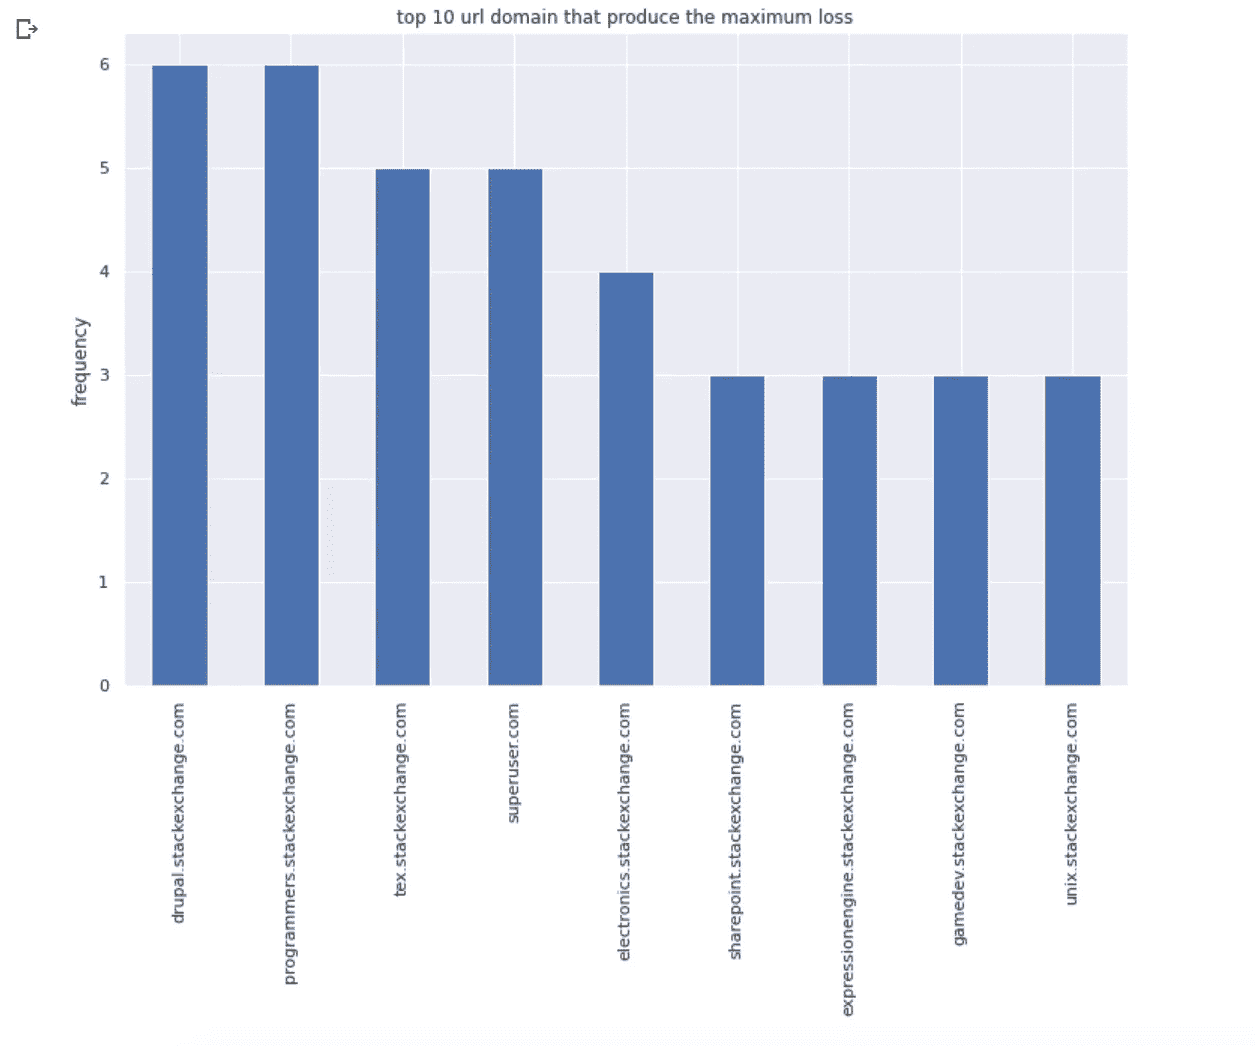 top 10 url domain that produce the maximum loss
6
5
4
3
2
1
0
frequency
drupal.stackexchange.com
programmers.stackexchange.com
tex.stackexchange.com
superuser.com
electronics.stackexchange.com
sharepoint.stackexchange.com
expressionengine.stackexchange.com
gamedev.stackexchange.com
unix.stackexchange.com